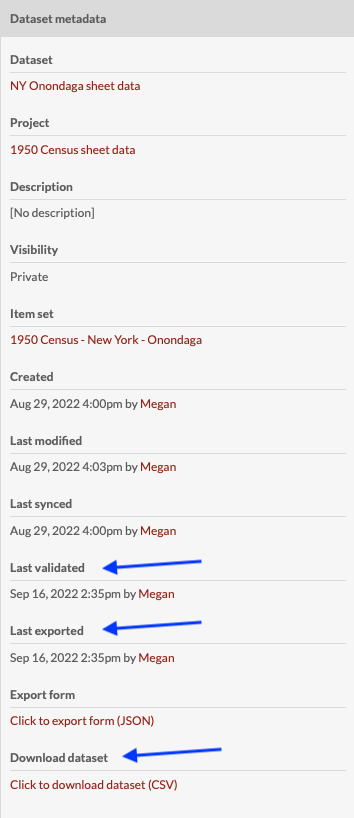 Dataset metadata
Dataset
NY Onondaga sheet data
Project
1950 Census sheet data
Description
[No description]
Visibility
Private
Item set
1950 Census - New York - Onondaga
Created
Aug 29, 2022 4:00pm by Megan
Last modified
Aug 29, 2022 4:03pm by Megan
Last synced
Aug 29, 2022 4:00pm by Megan
Last validated
Sep 16, 2022 2:35pm by Megan
Last exported
Sep 16, 2022 2:35pm by Megan
Export form
Click to export form (JSON)
Download dataset
Click to download dataset (CSV)